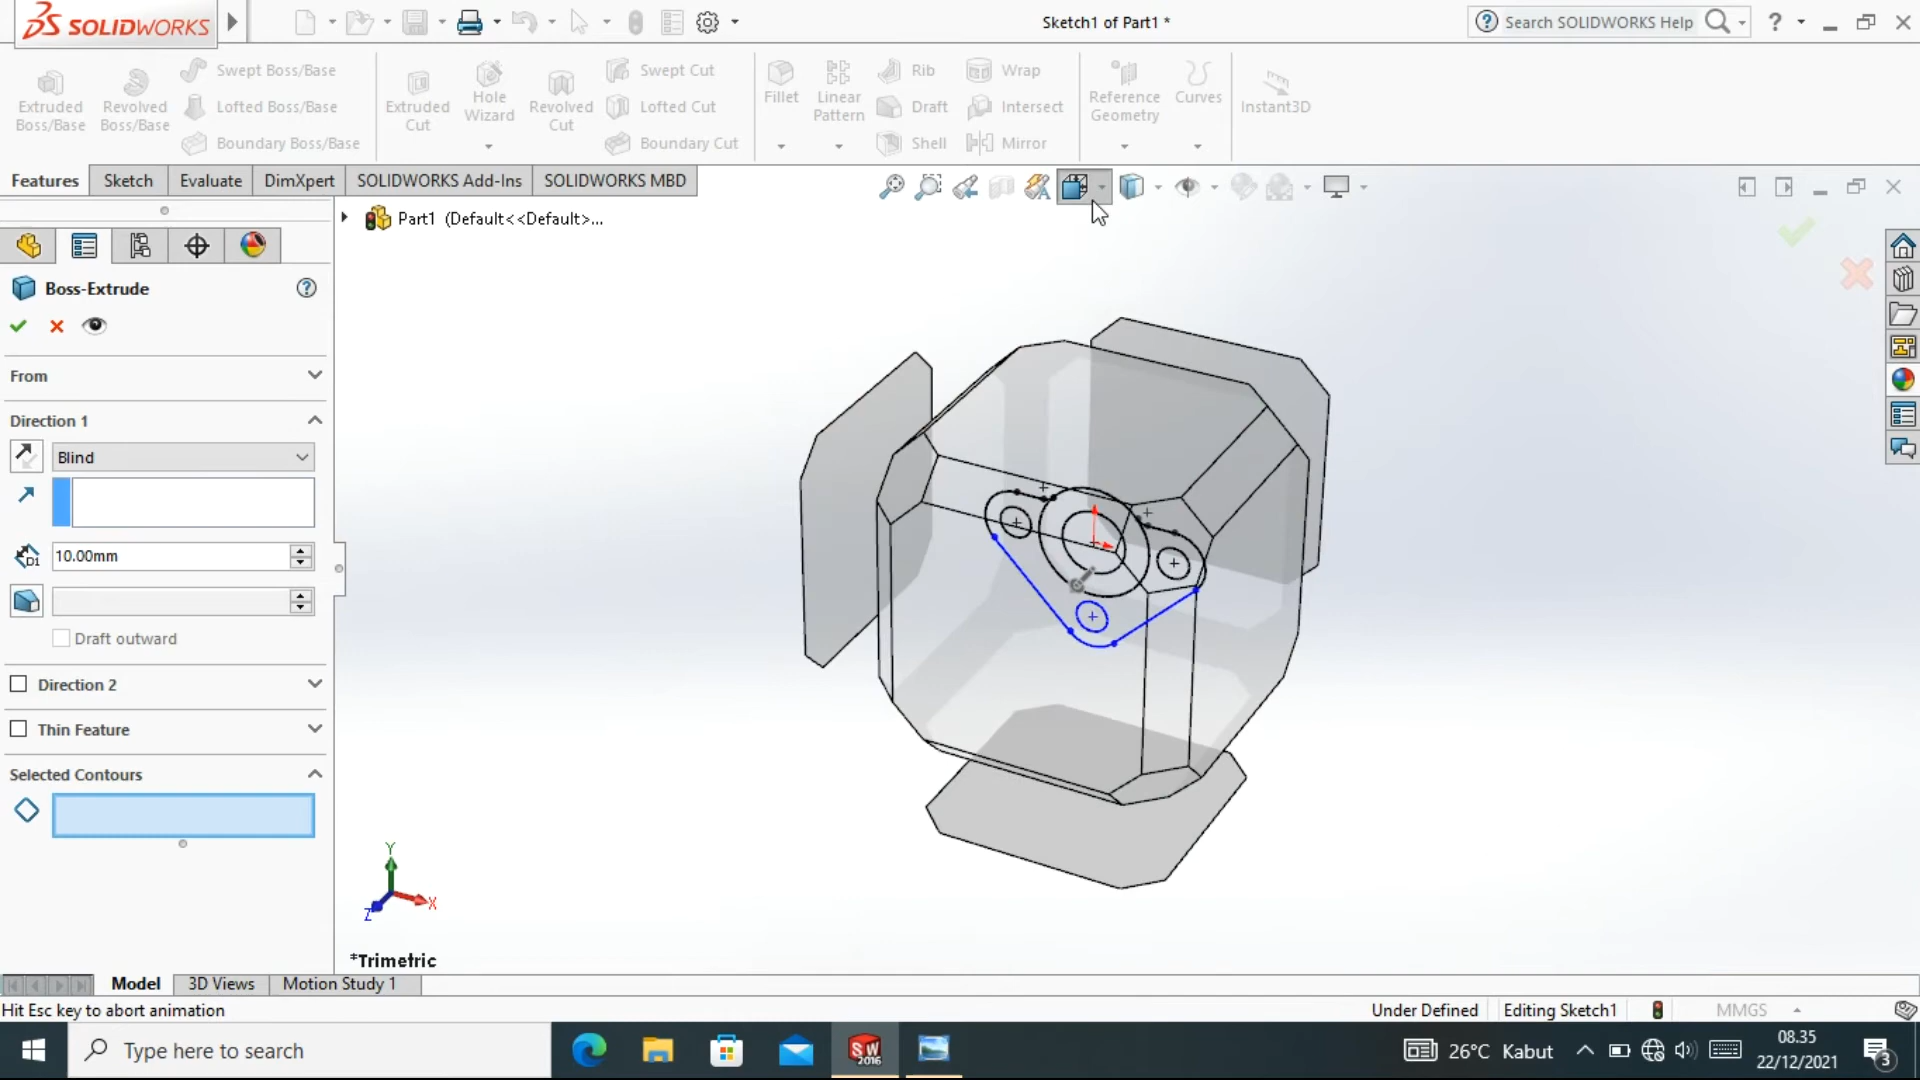 SOLIDWORKS
Sketch1 of Part1 *
Search SOLIDWORKS Help
?
Extruded Boss/Base
Revolved Boss/Base
Swept Boss/Base
Lofted Boss/Base
Boundary Boss/Base
Extruded Cut
Hole Wizard
Revolved Cut
Swept Cut
Lofted Cut
Boundary Cut
Fillet
Linear Pattern
Rib
Draft
Shell
Wrap
Intersect
Mirror
Reference Geometry
Curves
Instant3D
Features
Sketch
Evaluate
DimXpert
SOLIDWORKS Add-Ins
SOLIDWORKS MBD
Part1 (Default<<Default>...
Boss-Extrude
From
Direction 1
Blind
D1
10.00mm
Draft outward
Direction 2
Thin Feature
Selected Contours
Y
X
Z
*Trimetric
Model
3D Views
Motion Study 1
Hit Esc key to abort animation
Under Defined
Editing Sketch1
MMGS
Type here to search
SW
2016
26°C Kabut
08.35
22/12/2021
3